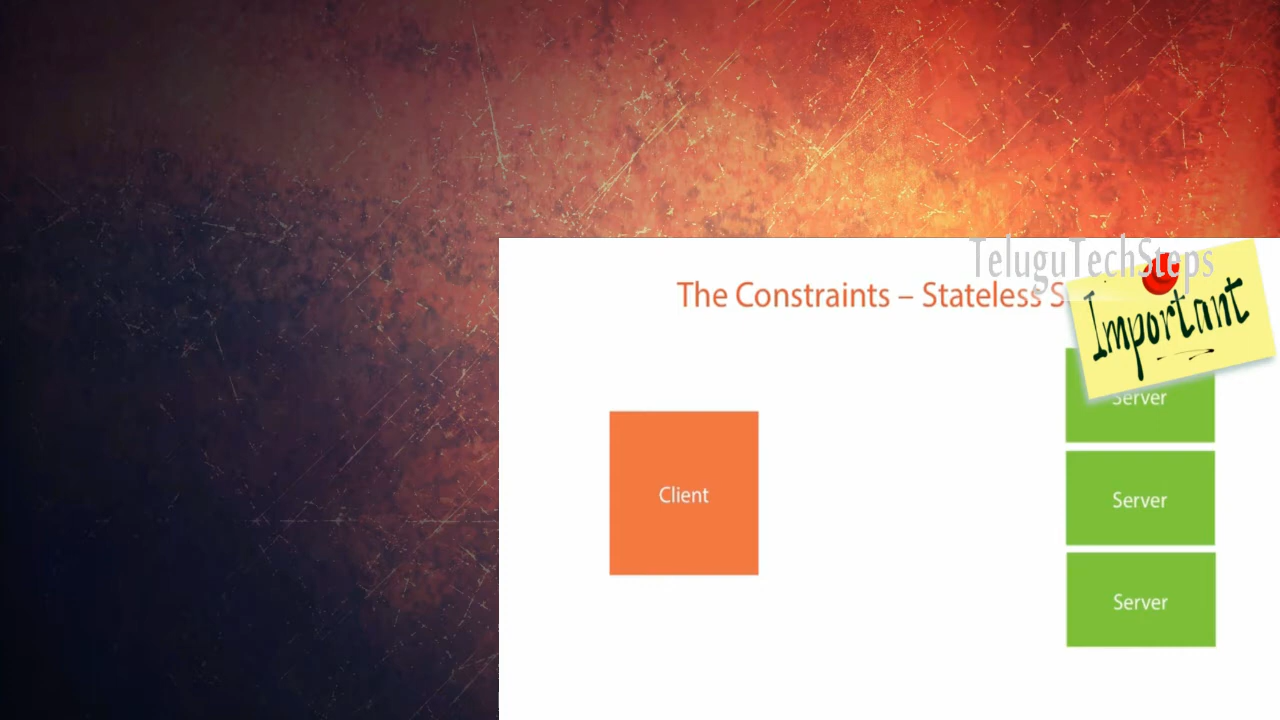 TeluguTechSteps
The Constraints – Stateless
Important
Server
Client
Server
Server